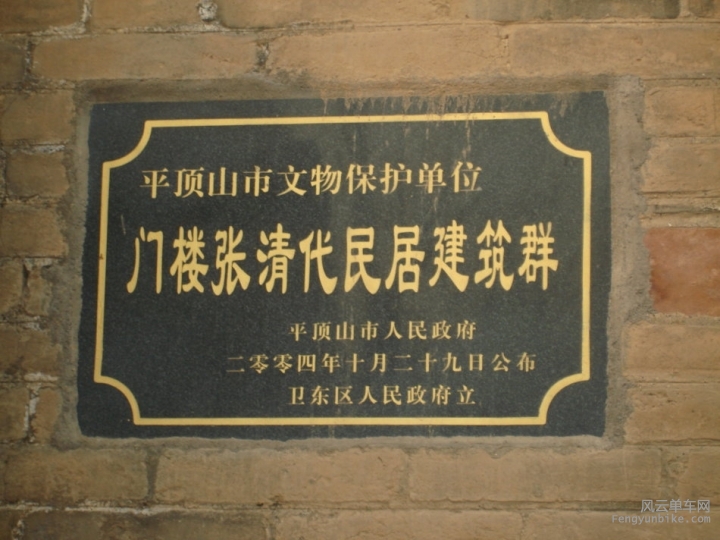 平顶山市文物保护单位
门楼张清代民居建筑群
平顶山市人民政府
二零零四年十月二十九日公布
卫东区人民政府立
风云单车网
Fengyunbike.com